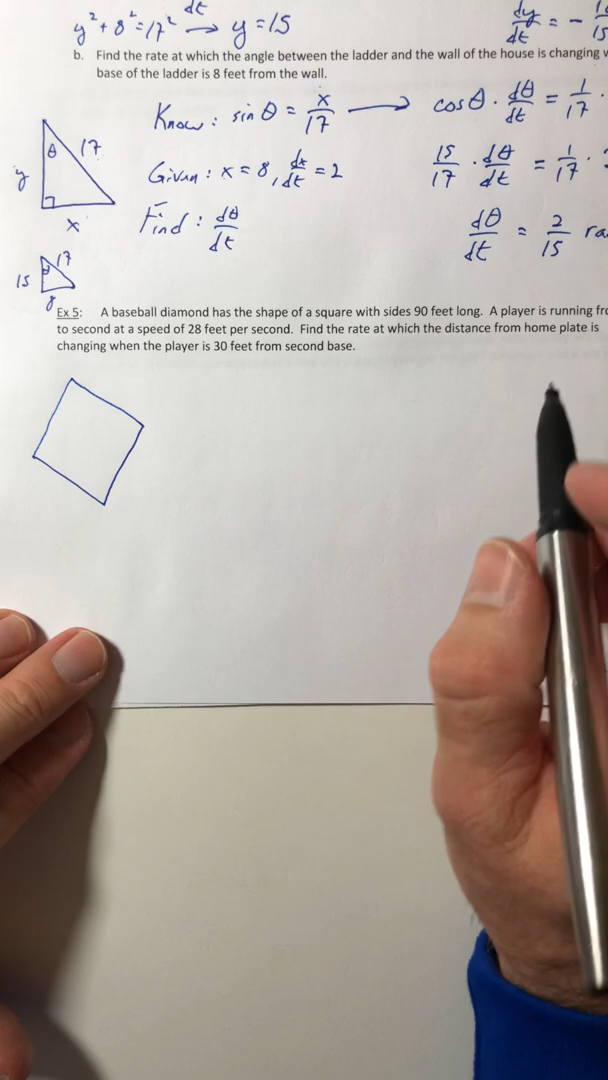 dt
y² + 8² = 17² → y = 15
dy/dt = -
b. Find the rate at which the angle between the ladder and the wall of the house is changing
base of the ladder is 8 feet from the wall.
Know: sin θ = x/17 → cos θ · dθ/dt = 1/17 ·
θ 17
y
x
Given: x = 8, dx/dt = 2
15/17 · dθ/dt = 1/17 ·
Find: dθ/dt
dθ/dt = 2/15
15 17
8
Ex 5: A baseball diamond has the shape of a square with sides 90 feet long. A player is running
to second at a speed of 28 feet per second. Find the rate at which the distance from home plate is
changing when the player is 30 feet from second base.